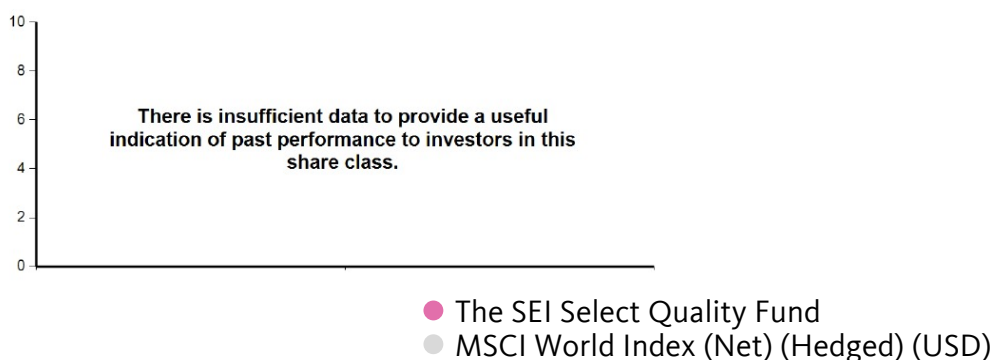 10
8
6
4
2
0
There is insufficient data to provide a useful
indication of past performance to investors in this
share class.
The SEI Select Quality Fund
MSCI World Index (Net) (Hedged) (USD)